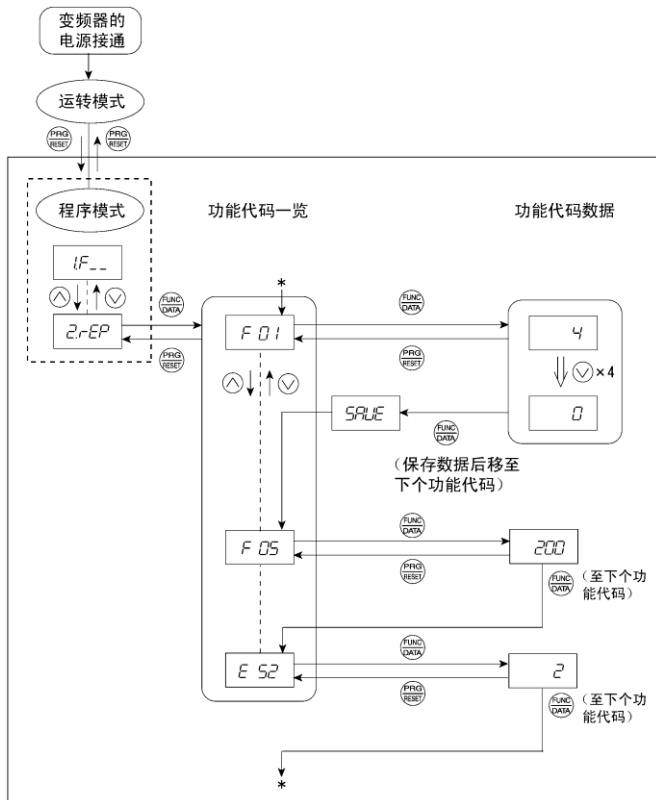 变频器的
电源接通
运转模式
PRG
RESET
PRG
RESET
程序模式
功能代码一览
功能代码数据
1.F__
2.rEP
FUNC
DATA
PRG
RESET
*
F 01
FUNC
DATA
PRG
RESET
4
×4
0
SAUE
FUNC
DATA
(保存数据后移至
下个功能代码)
F 05
FUNC
DATA
PRG
RESET
200
FUNC
DATA
(至下个功
能代码)
E 52
FUNC
DATA
PRG
RESET
2
FUNC
DATA
(至下个功
能代码)
*